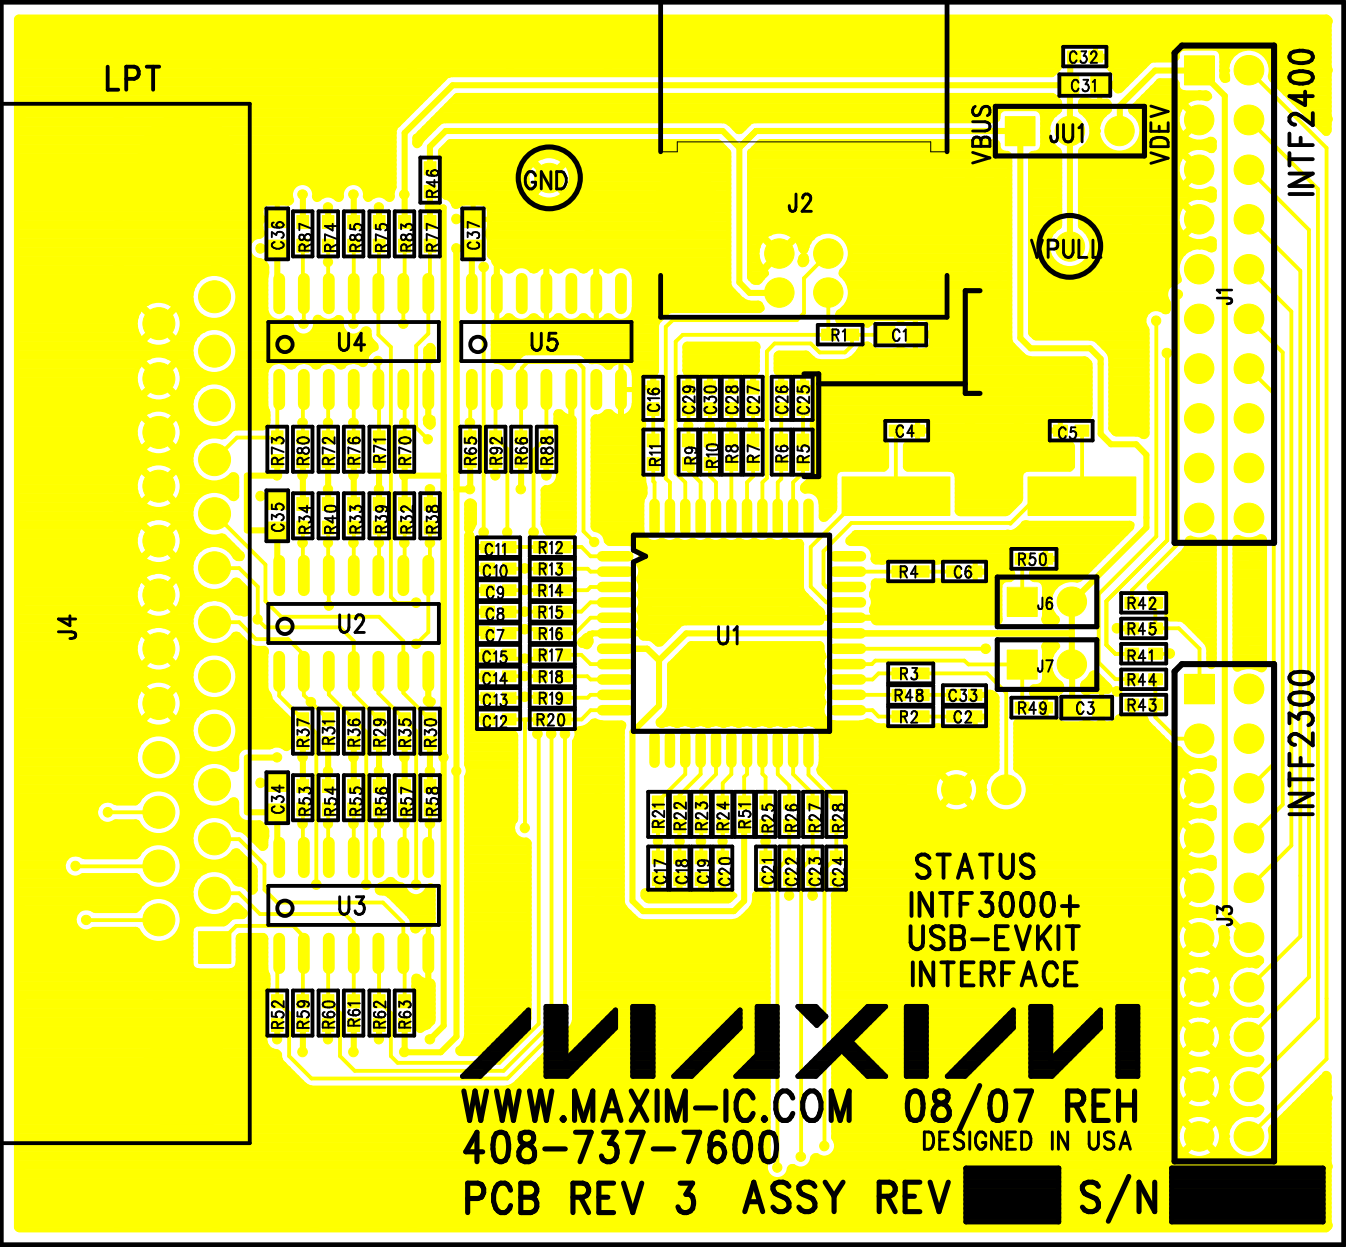 LPT
C32
C31
VBUS
JU1
VDEV
INTF2400
R46
GND
J2
VPULL
C36
R87
R74
R85
R75
R83
R77
C37
J1
U4
U5
R1
C1
C16
C29
C30
C28
C27
C26
C25
R73
R80
R72
R76
R71
R70
R65
R92
R66
R88
R11
R9
R10
R8
R7
R6
R5
C4
C5
C35
R34
R40
R33
R39
R32
R38
C11
R12
C10
R13
C9
R14
C8
R15
C7
R16
C15
R17
C14
R18
C13
R19
C12
R20
J4
U2
U1
R4
C6
R50
J6
J7
R42
R45
R41
R44
R43
R3
R48
C33
R2
C2
R49
C3
R37
R31
R36
R29
R35
R30
INTF2300
C34
R53
R54
R55
R56
R57
R58
R21
R22
R23
R24
R51
R25
R26
R27
R28
C17
C18
C19
C20
C21
C22
C23
C24
U3
J3
STATUS
INTF3000+
USB-EVKIT
INTERFACE
R52
R59
R60
R61
R62
R63
MAXIM
WWW.MAXIM-IC.COM 08/07 REH
408-737-7600 DESIGNED IN USA
PCB REV 3 ASSY REV S/N